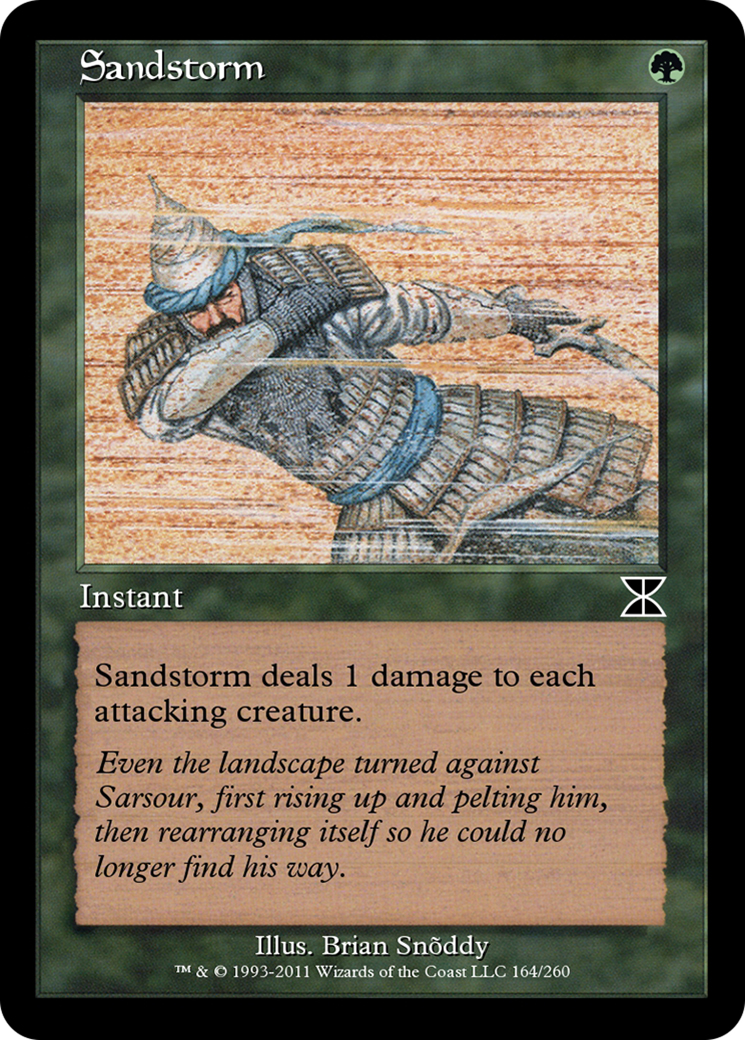 Sandstorm
Instant
Sandstorm deals 1 damage to each
attacking creature.
Even the landscape turned against
Sarsour, first rising up and pelting him,
then rearranging itself so he could no
longer find his way.
Illus. Brian Snõddy
™ & © 1993-2011 Wizards of the Coast LLC 164/260